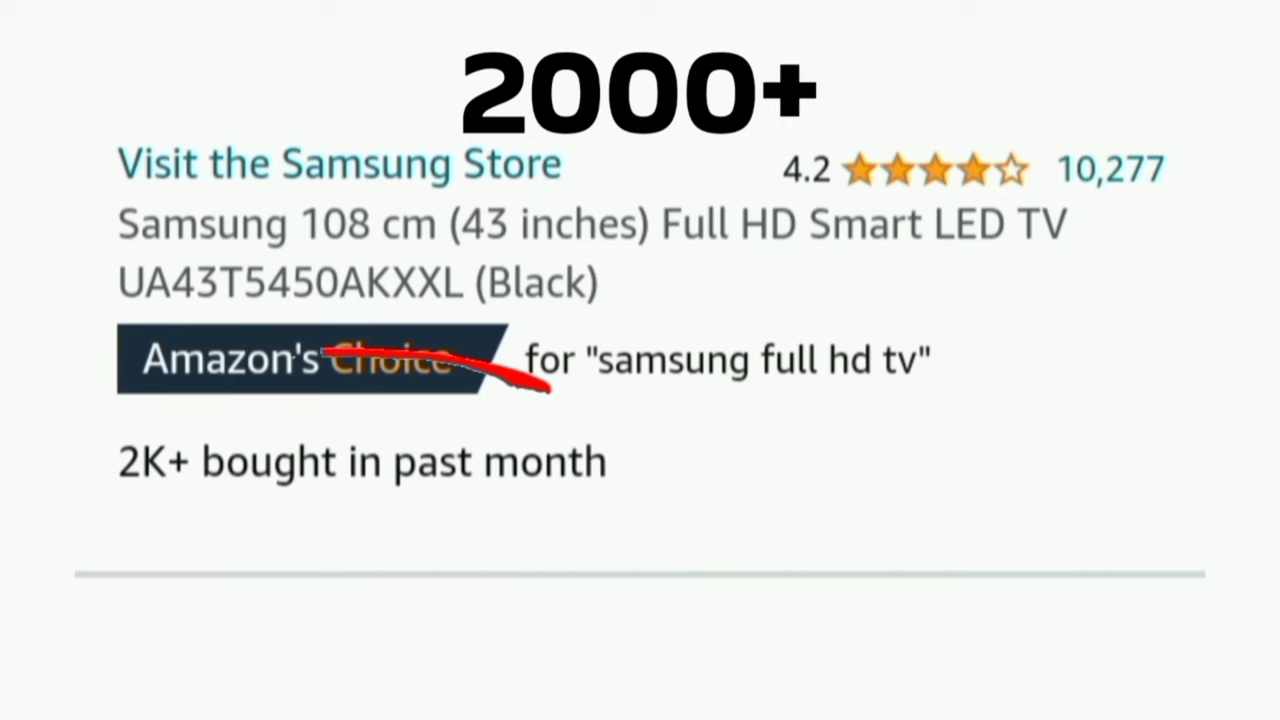 2000+
Visit the Samsung Store 4.2 10,277
Samsung 108 cm (43 inches) Full HD Smart LED TV
UA43T5450AKXXL (Black)
Amazon's Choice for "samsung full hd tv"
2K+ bought in past month